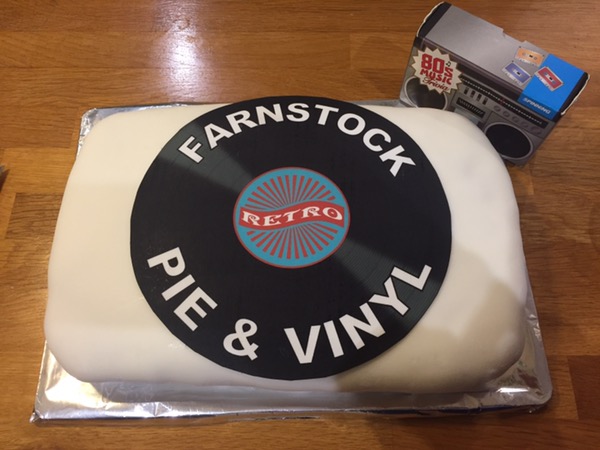 FARNSTOCK
RETRO
PIE & VINYL
80s
MUSIC